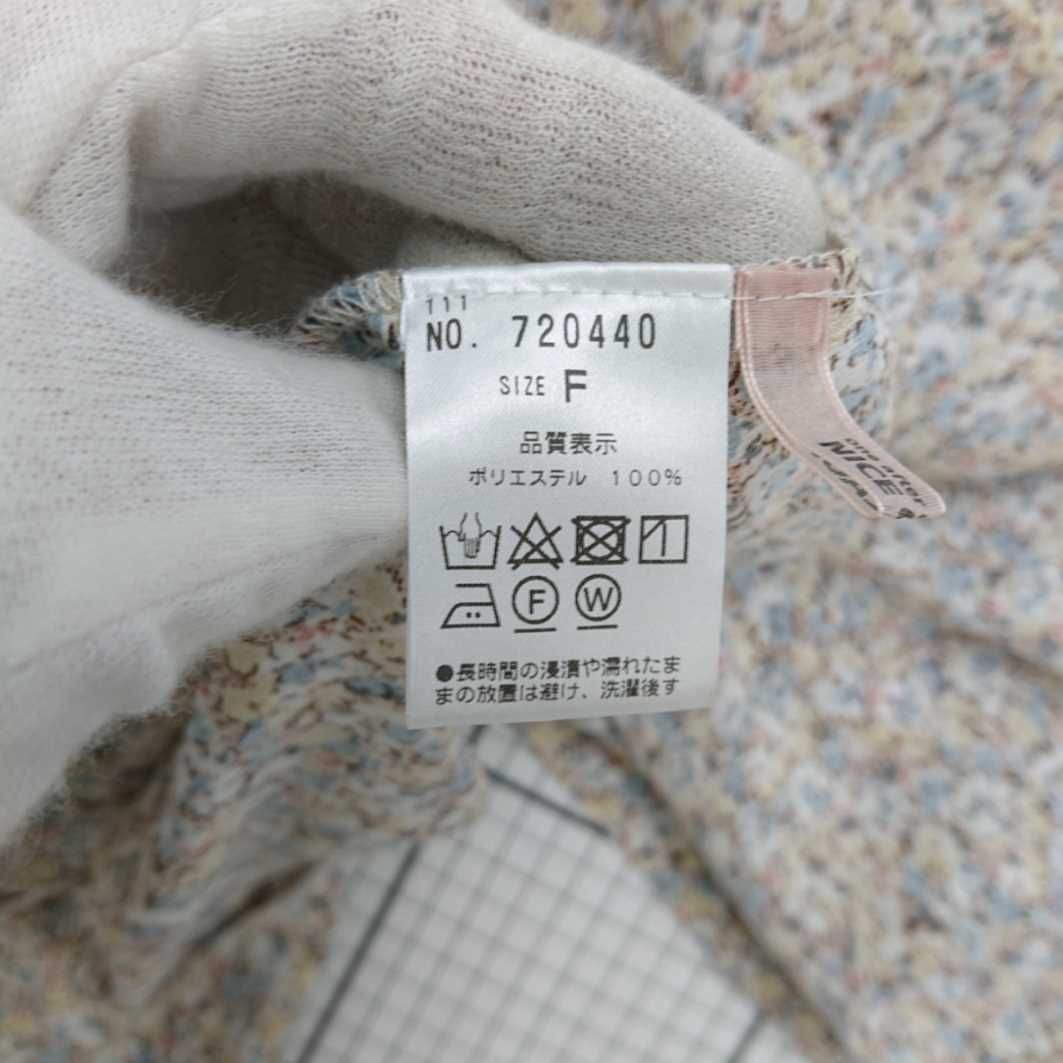 111
NO. 720440
SIZE F
品質表示
ポリエステル 100%
F W
●長時間の浸漬や濡れたま
まの放置は避け、洗濯後す
one after
NICE